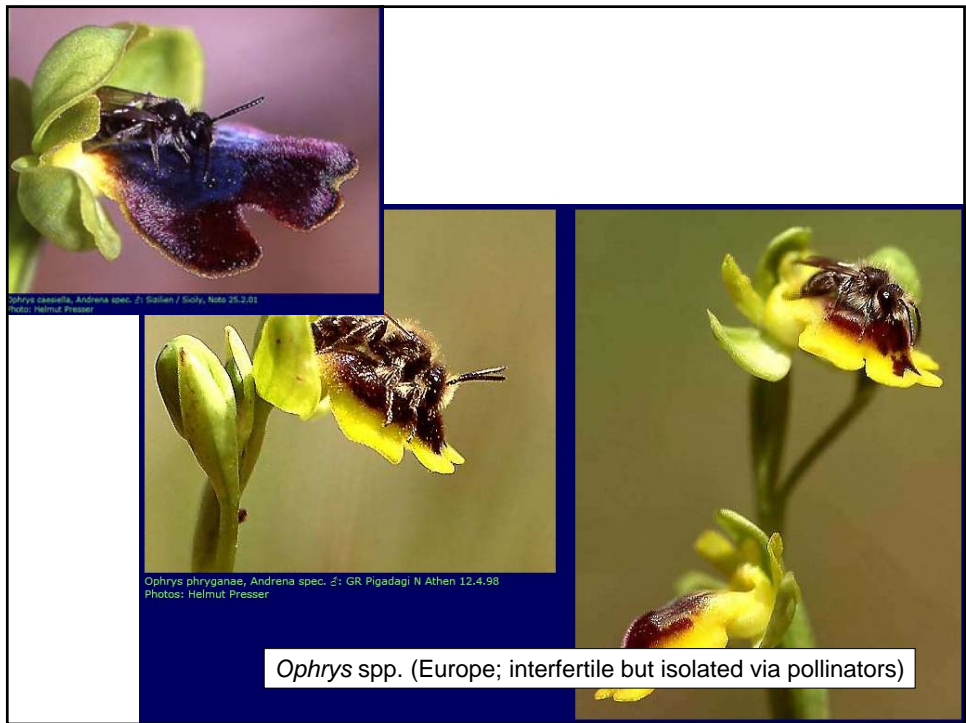 Ophrys caesiella, Andrena spec. ♂: Sizilien / Sicily, Noto 25.2.01
Photo: Helmut Presser
Ophrys phryganae, Andrena spec. ♂: GR Pigadagi N Athen 12.4.98
Photos: Helmut Presser
Ophrys spp. (Europe; interfertile but isolated via pollinators)